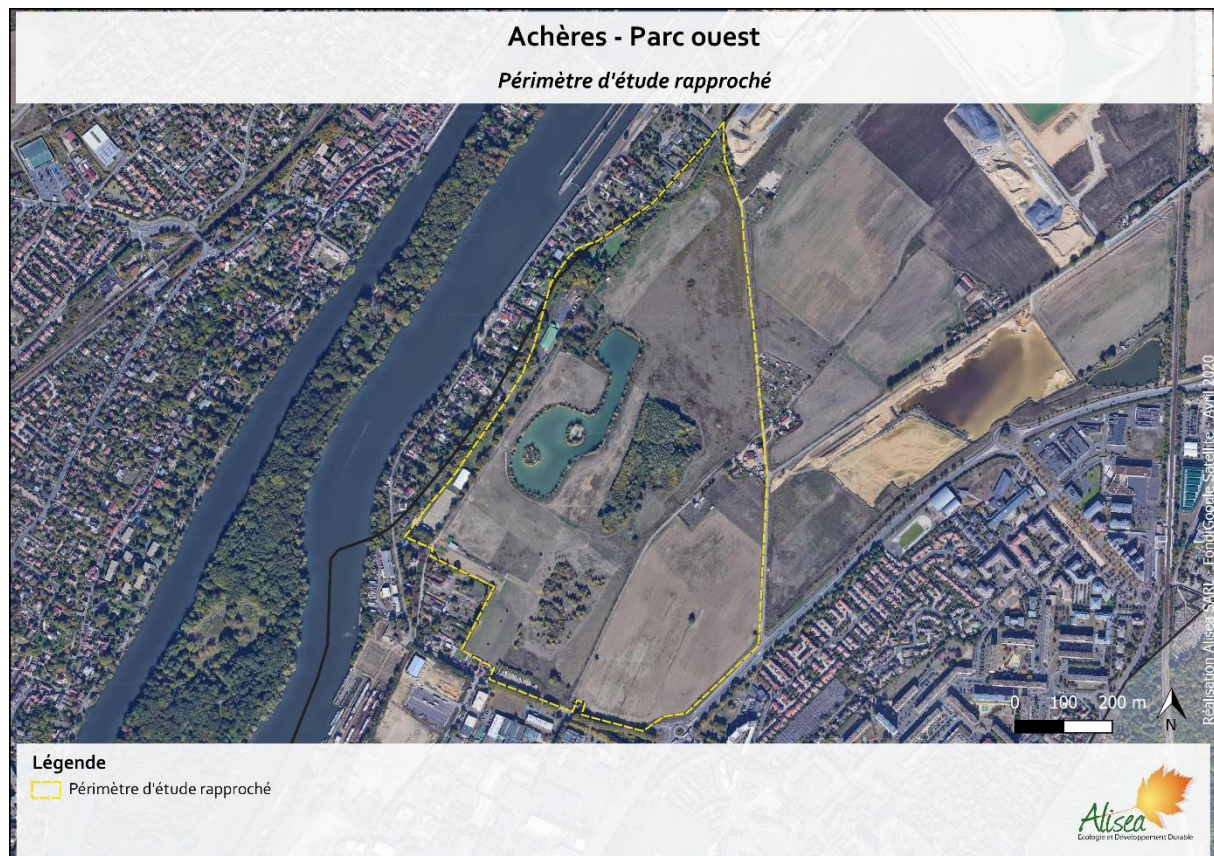 Achères - Parc ouest
Périmètre d'étude rapproché
Réalisation Alisea SARL - Fond Google Satellite - Avril 2020
0 100 200 m
N
Légende
Périmètre d'étude rapproché
Alisea
Ecologie et Développement Durable